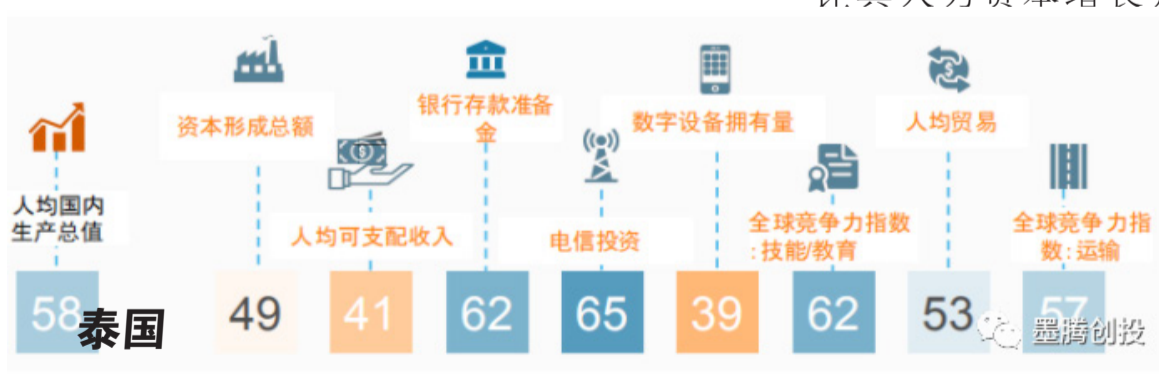 资本形成总额
银行存款准备
金
数字设备拥有量
人均贸易
人均国内
生产总值
人均可支配收入
电信投资
全球竞争力指数
:技能/教育
全球竞争力指
数:运输
58 49 41 62 65 39 62 53 57
泰国
墨腾创投